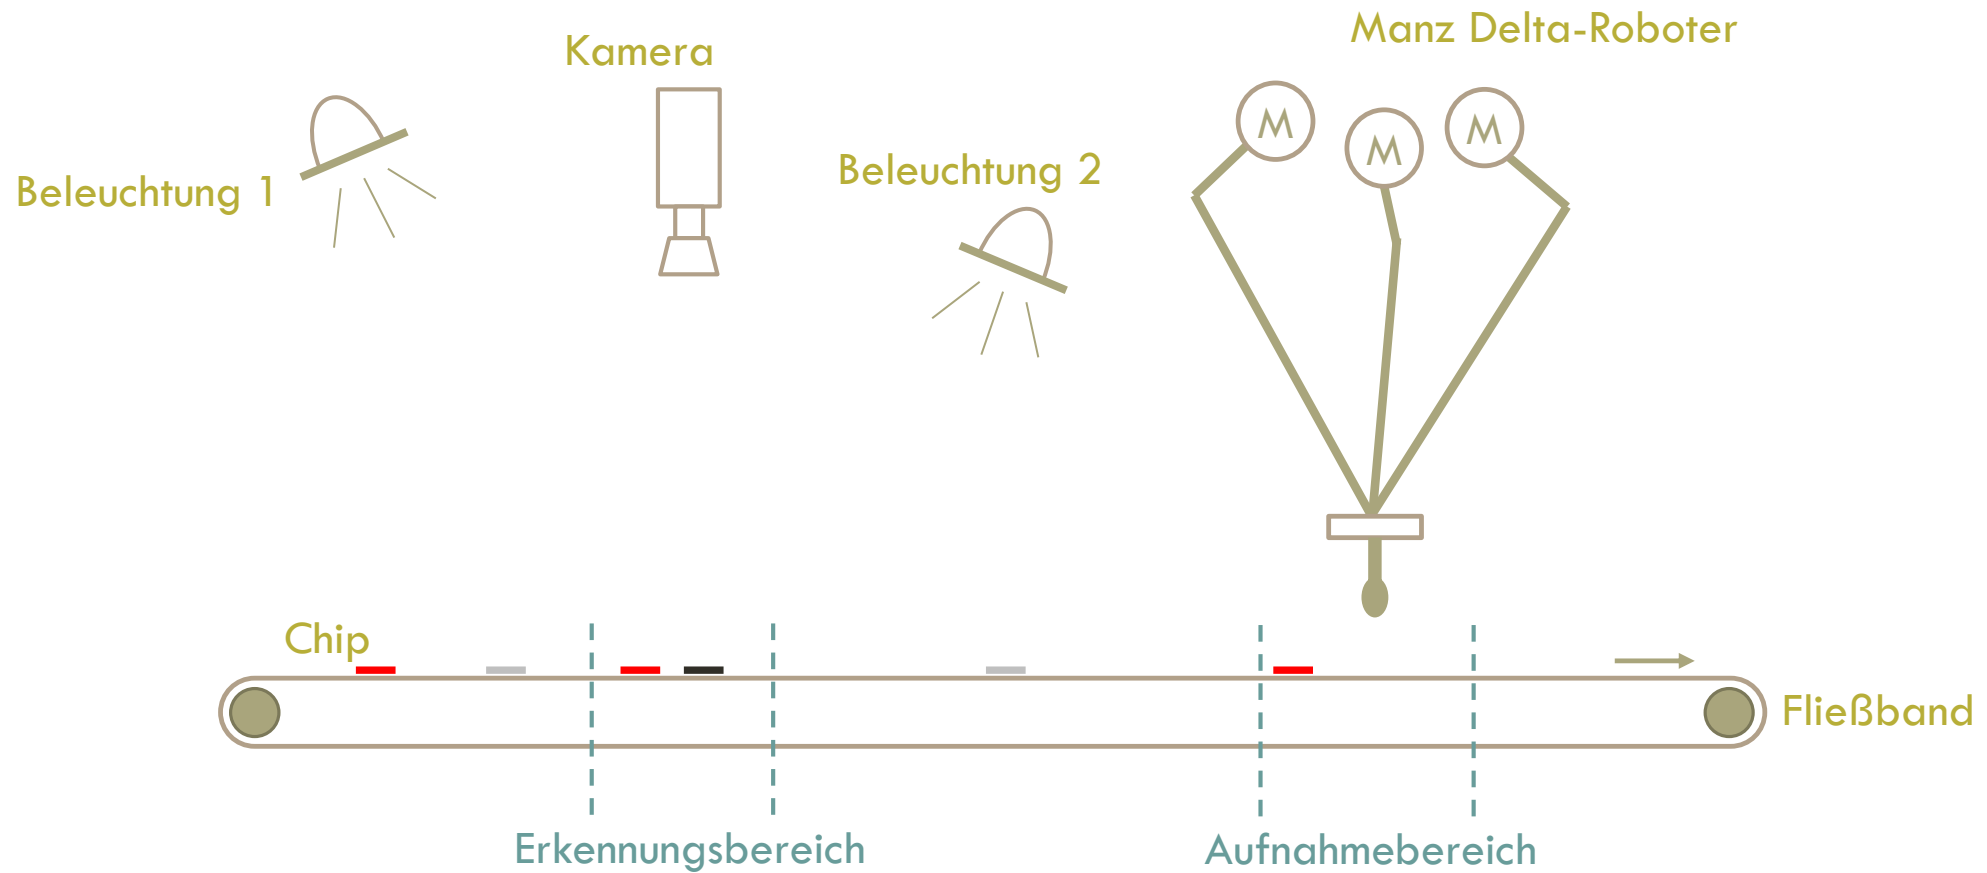 Manz Delta-Roboter
Kamera
M
M
M
Beleuchtung 1
Beleuchtung 2
Chip
Fließband
Erkennungsbereich
Aufnahmebereich